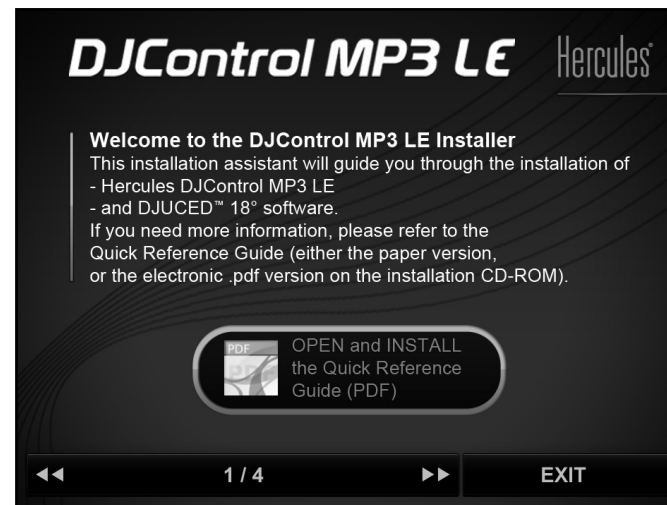 DJControl MP3 LE
Hercules
Welcome to the DJControl MP3 LE Installer
This installation assistant will guide you through the installation of
- Hercules DJControl MP3 LE
- and DJUCED™ 18° software.
If you need more information, please refer to the
Quick Reference Guide (either the paper version,
or the electronic .pdf version on the installation CD-ROM).
PDF
OPEN and INSTALL
the Quick Reference
Guide (PDF)
1 / 4
EXIT